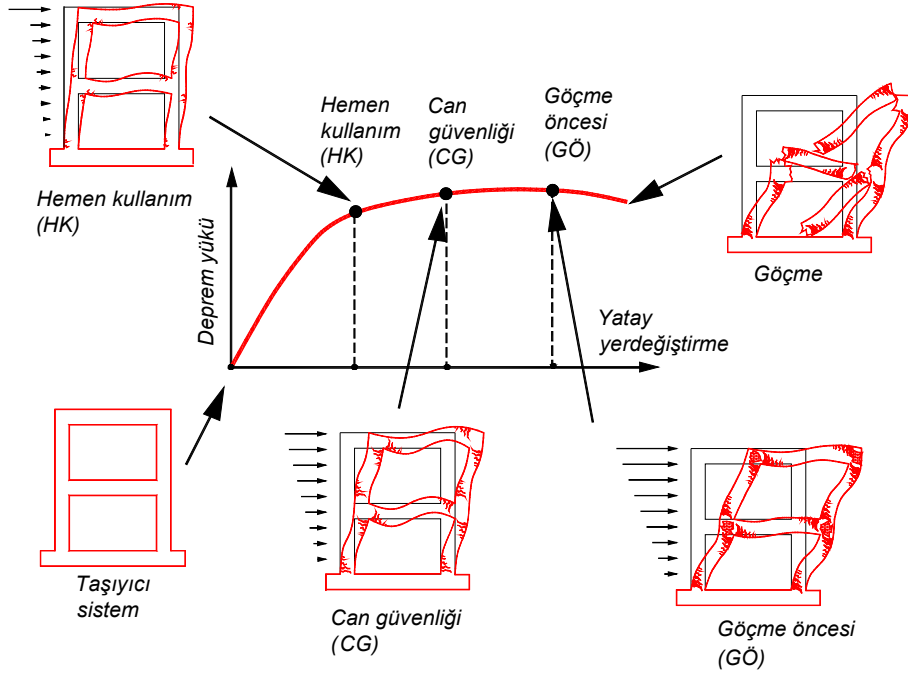 Hemen kullanım
(HK)
Hemen
kullanım
(HK)
Can
güvenliği
(CG)
Göçme
öncesi
(GÖ)
Göçme
Deprem yükü
Yatay
yerdeğiştirme
Taşıyıcı
sistem
Can güvenliği
(CG)
Göçme öncesi
(GÖ)